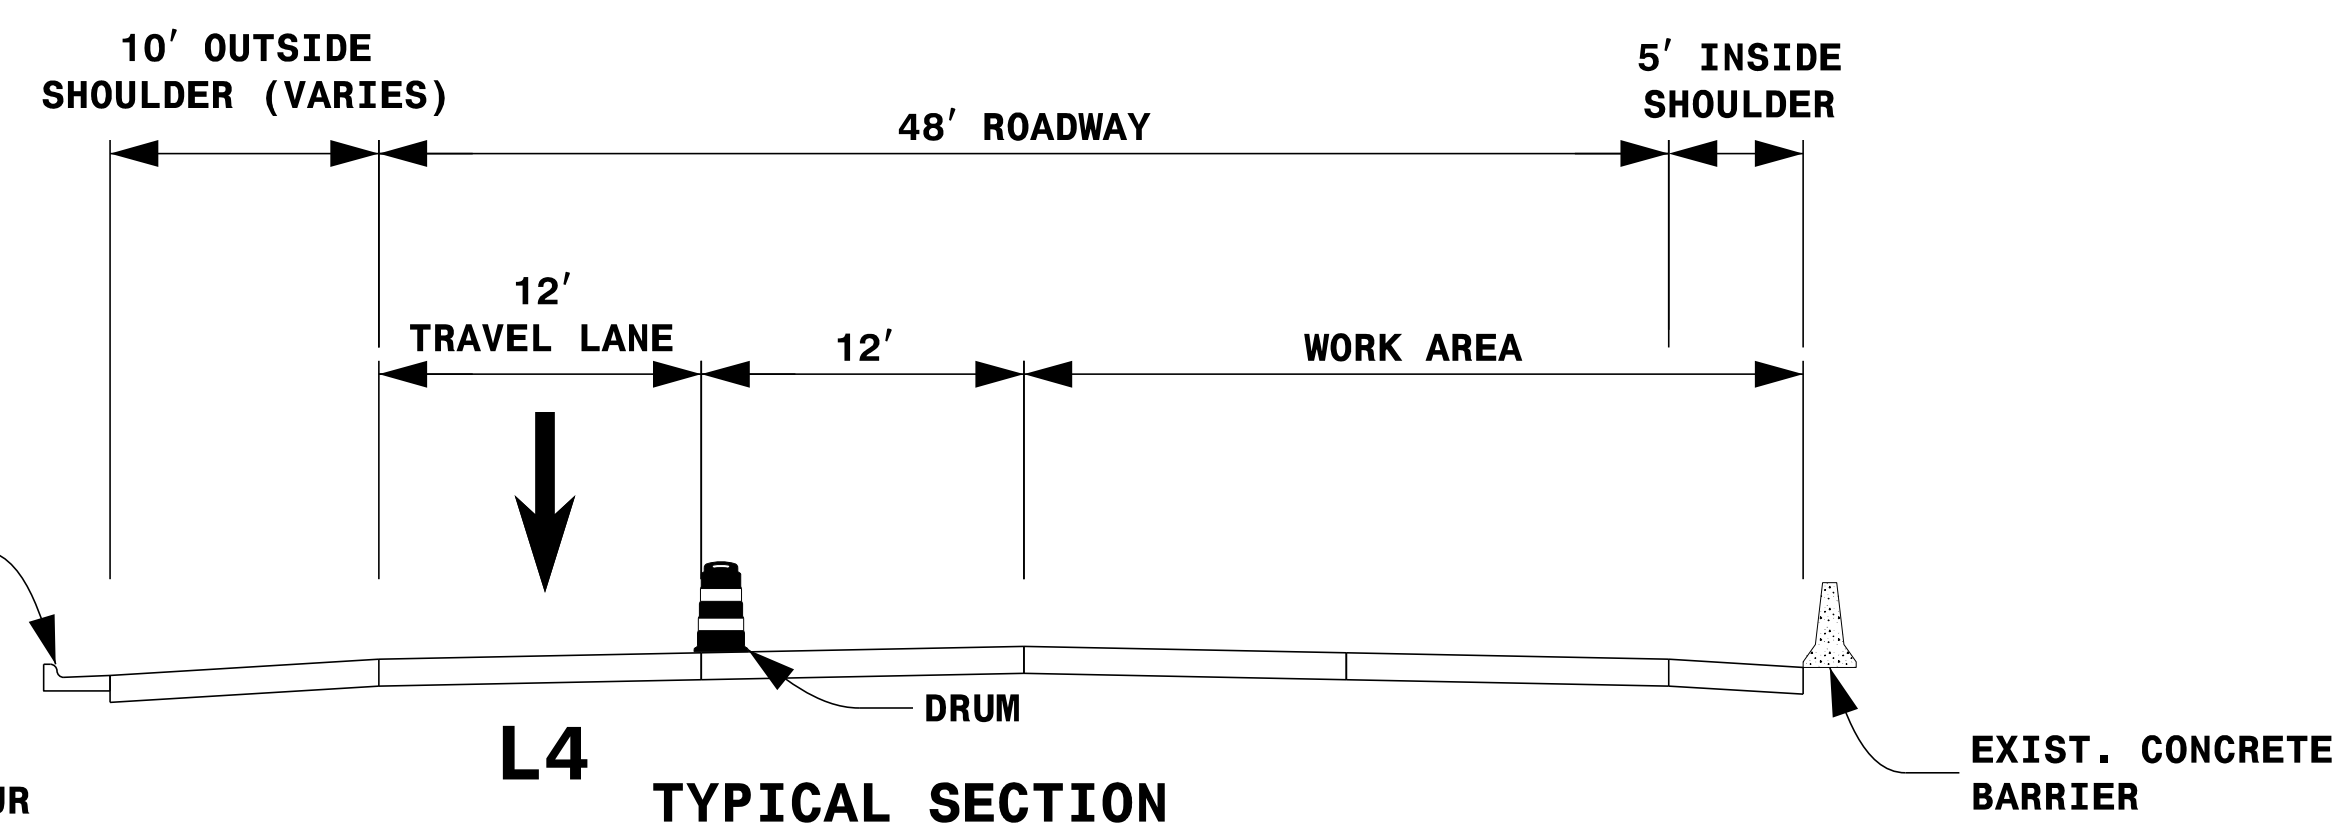 10' OUTSIDE
SHOULDER (VARIES)
5' INSIDE
SHOULDER
48' ROADWAY
12'
TRAVEL LANE
12'
WORK AREA
DRUM
L4
TYPICAL SECTION
EXIST. CONCRETE
BARRIER